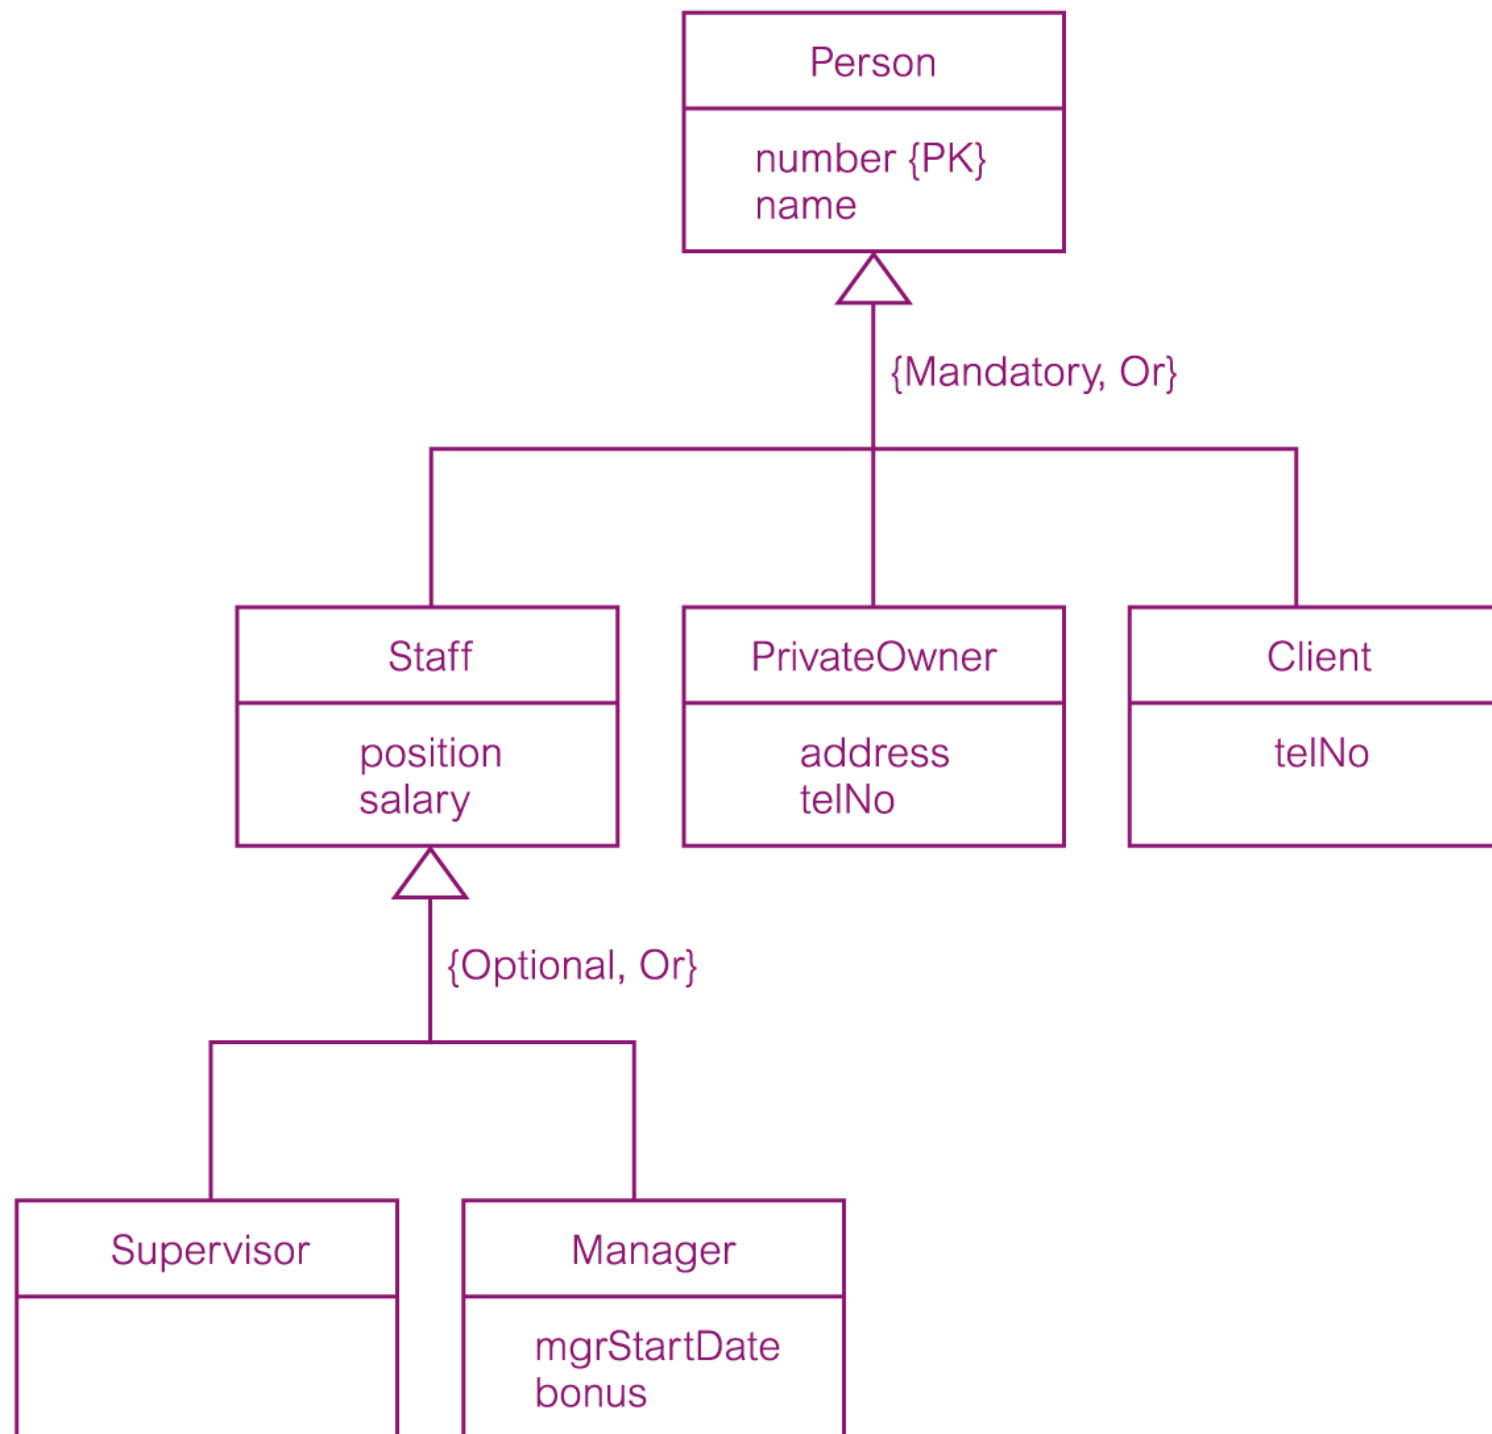 Person
number {PK}
name
{Mandatory, Or}
Staff
position
salary
PrivateOwner
address
telNo
Client
telNo
{Optional, Or}
Supervisor
Manager
mgrStartDate
bonus